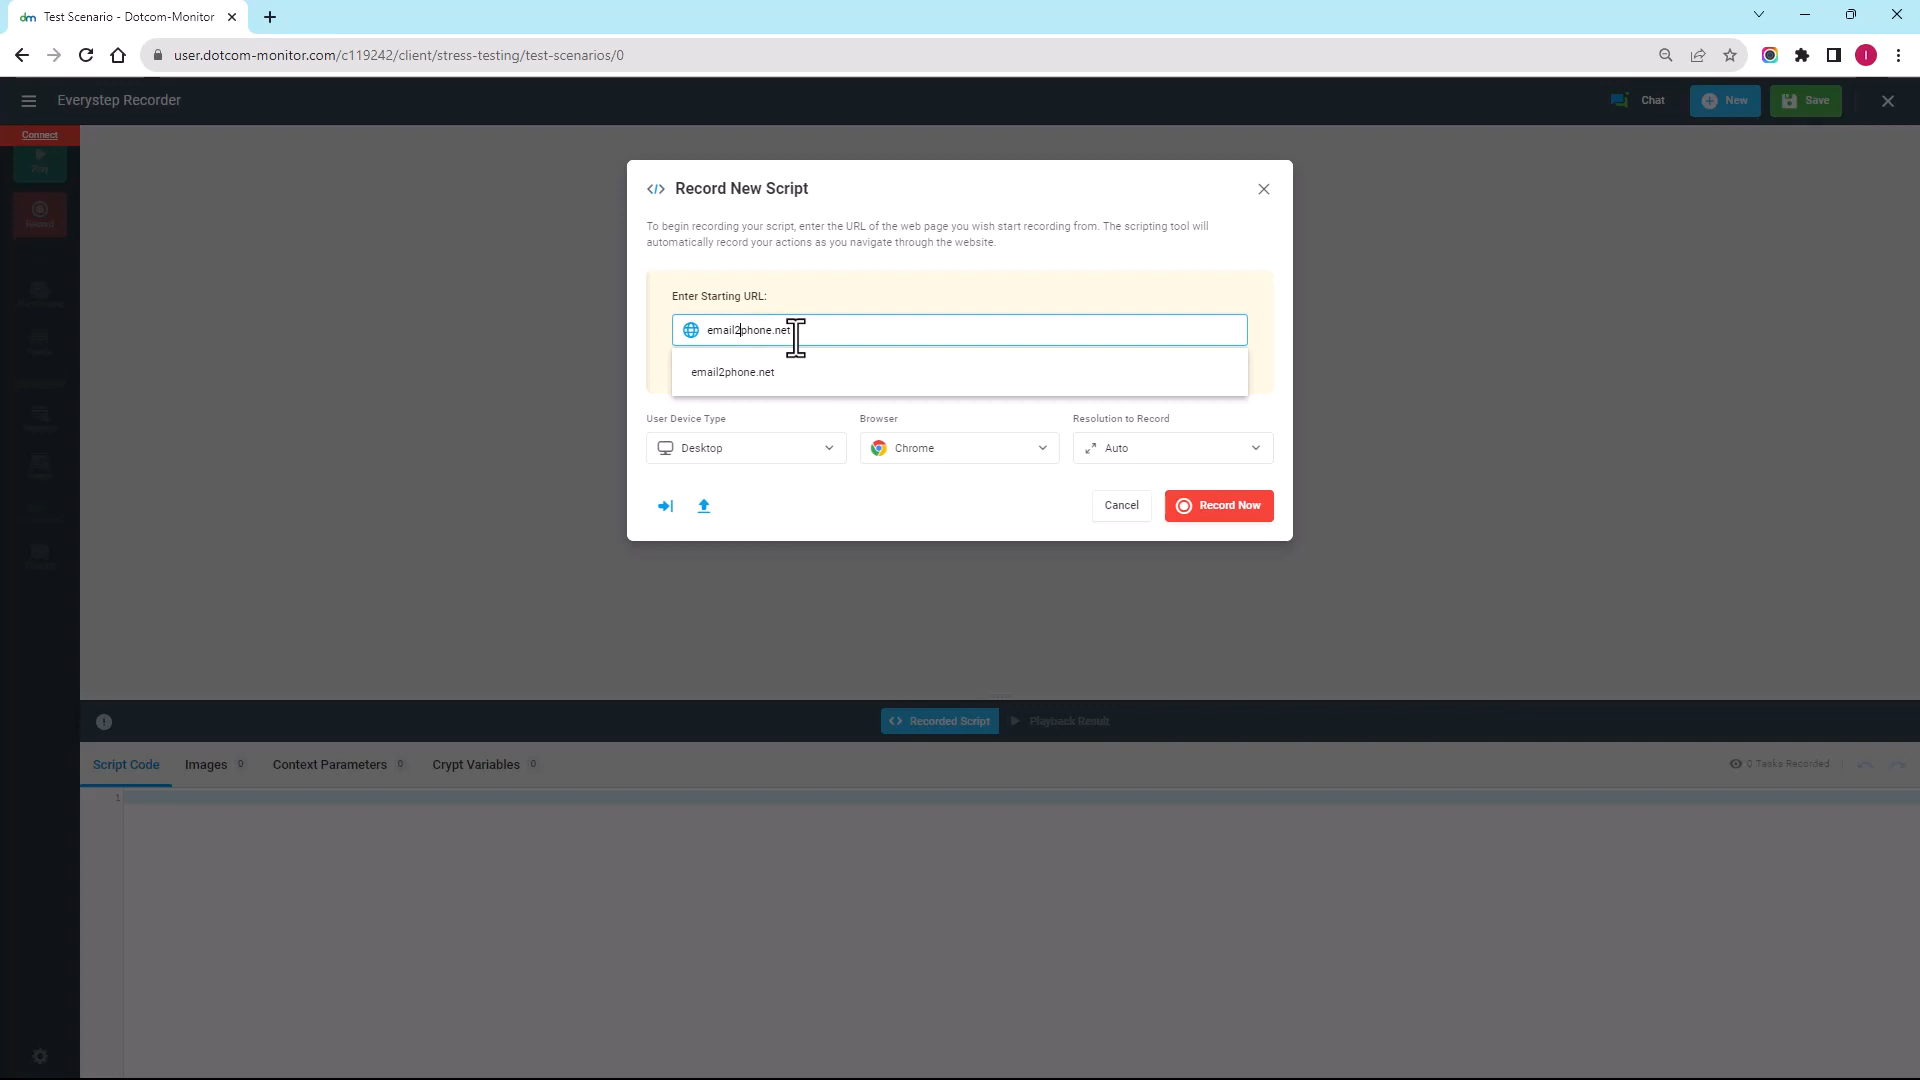 dm Test Scenario - Dotcom-Monitor
user.dotcom-monitor.com/c119242/client/stress-testing/test-scenarios/0
I
Everystep Recorder
Chat
New
Save
Connect
Play
Record
Record New Script
To begin recording your script, enter the URL of the web page you wish start recording from. The scripting tool will
automatically record your actions as you navigate through the website.
Enter Starting URL:
email2phone.net
email2phone.net
User Device Type Browser Resolution to Record
Desktop Chrome Auto
Cancel Record Now
Recorded Script Playback Result
Script Code Images 0 Context Parameters 0 Crypt Variables 0 0 Tasks Recorded
1